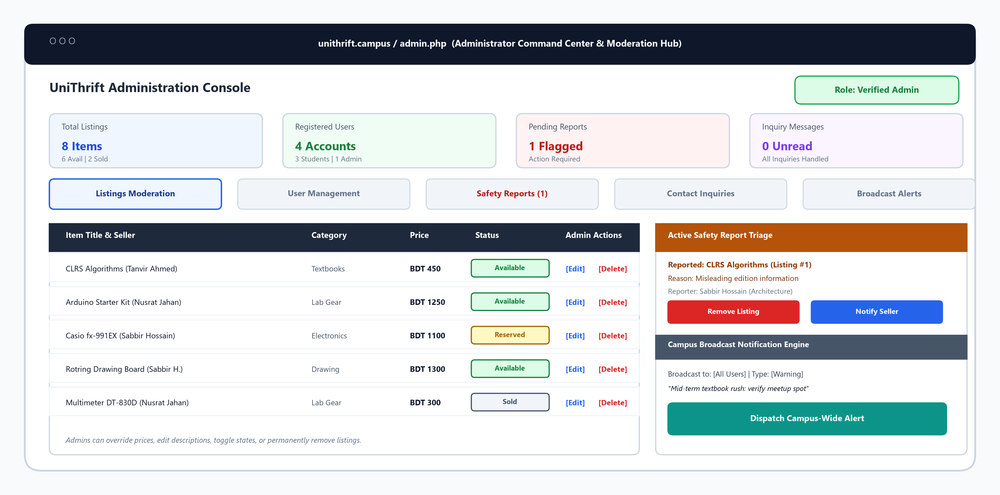 O O O
unithrift.campus / admin.php (Administrator Command Center & Moderation Hub)
UniThrift Administration Console
Role: Verified Admin
Total Listings
8 Items
6 Avail | 2 Sold
Registered Users
4 Accounts
3 Students | 1 Admin
Pending Reports
1 Flagged
Action Required
Inquiry Messages
0 Unread
All Inquiries Handled
Listings Moderation
User Management
Safety Reports (1)
Contact Inquiries
Broadcast Alerts
Item Title & Seller Category Price Status Admin Actions
CLRS Algorithms (Tanvir Ahmed) Textbooks BDT 450 Available [Edit] [Delete]
Arduino Starter Kit (Nusrat Jahan) Lab Gear BDT 1250 Available [Edit] [Delete]
Casio fx-991EX (Sabbir Hossain) Electronics BDT 1100 Reserved [Edit] [Delete]
Rotring Drawing Board (Sabbir H.) Drawing BDT 1300 Available [Edit] [Delete]
Multimeter DT-830D (Nusrat Jahan) Lab Gear BDT 300 Sold [Edit] [Delete]
Admins can override prices, edit descriptions, toggle states, or permanently remove listings.
Active Safety Report Triage
Reported: CLRS Algorithms (Listing #1)
Reason: Misleading edition information
Reporter: Sabbir Hossain (Architecture)
Remove Listing
Notify Seller
Campus Broadcast Notification Engine
Broadcast to: [All Users] | Type: [Warning]
"Mid-term textbook rush: verify meetup spot"
Dispatch Campus-Wide Alert